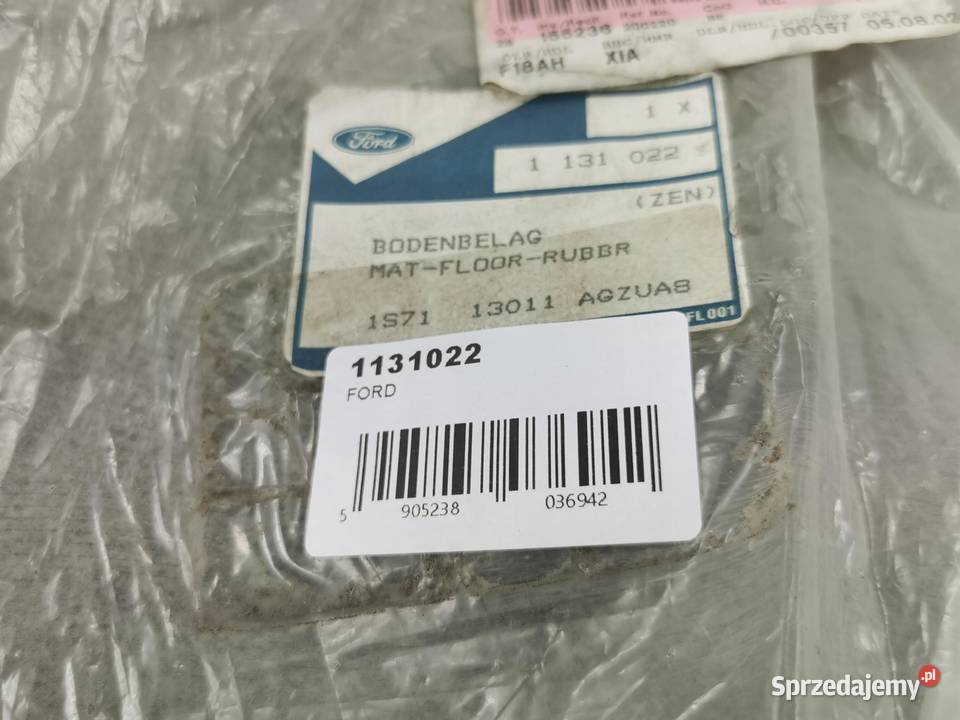 165236
/00357 05.08.02
F18AH XIA
Ford
1 X
1 131 022
(ZEN)
BODENBELAG
MAT-FLOOR-RUBBR
1S71 13011 AGZUA8
FL001
1131022
FORD
5 905238 036942
Sprzedajemy.pl